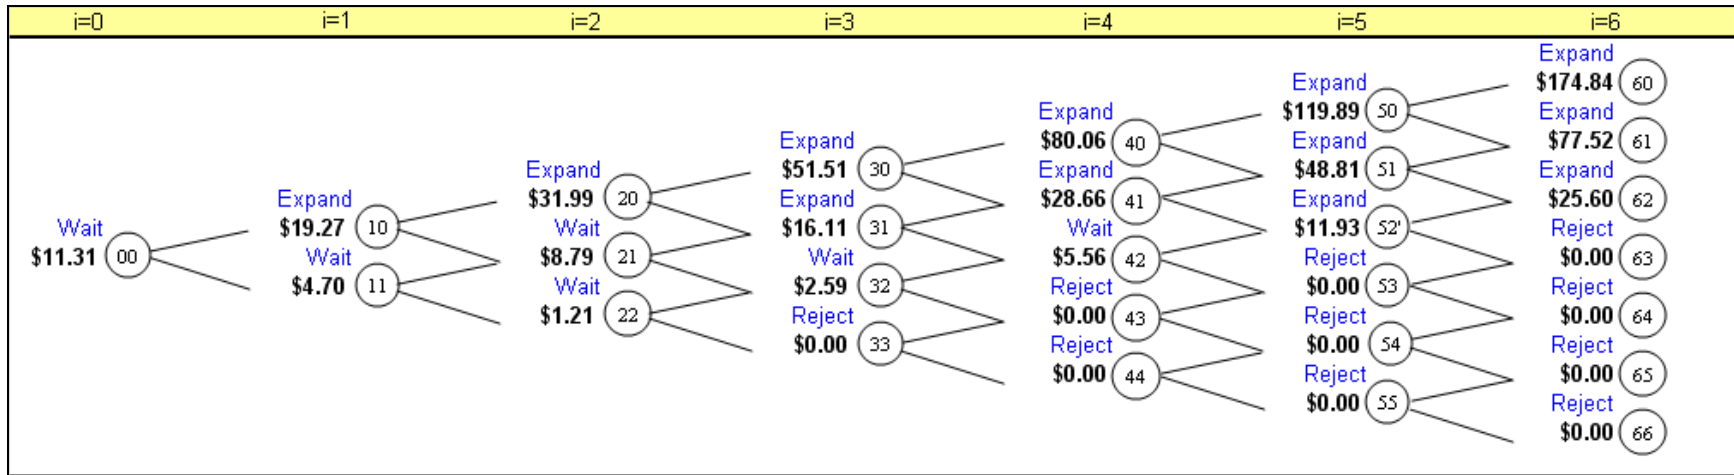 i=0 i=1 i=2 i=3 i=4 i=5 i=6
Expand
$174.84 60
Expand
$119.89 50
Expand
$77.52 61
Expand
$80.06 40
Expand
$48.81 51
Expand
$25.60 62
Expand
$51.51 30
Expand
$28.66 41
Expand
$11.93 52'
Reject
$0.00 63
Expand
$31.99 20
Expand
$16.11 31
Wait
$5.56 42
Reject
$0.00 53
Reject
$0.00 64
Expand
$19.27 10
Wait
$8.79 21
Wait
$2.59 32
Reject
$0.00 43
Reject
$0.00 54
Reject
$0.00 65
Wait
$11.31 00
Wait
$4.70 11
Wait
$1.21 22
Reject
$0.00 33
Reject
$0.00 44
Reject
$0.00 55
Reject
$0.00 66